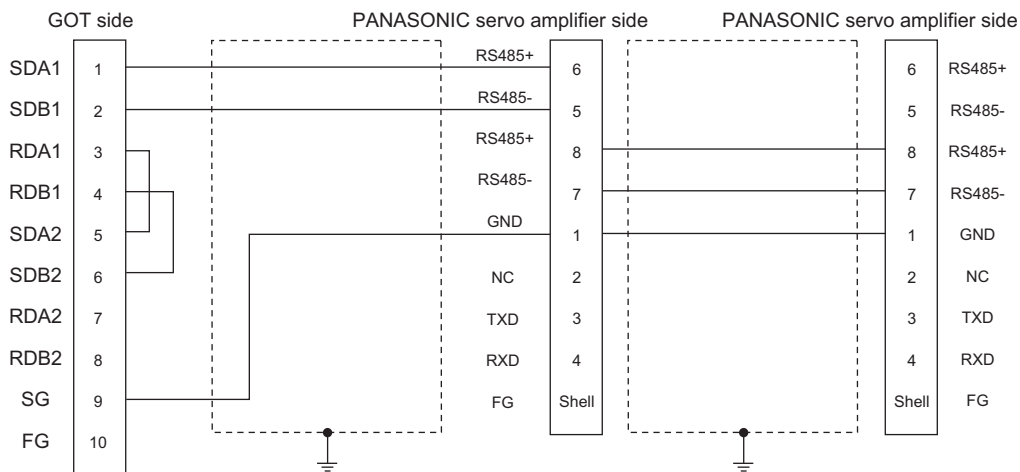 GOT side PANASONIC servo amplifier side PANASONIC servo amplifier side
SDA1 1 RS485+ 6 6 RS485+
SDB1 2 RS485- 5 5 RS485-
RDA1 3 RS485+ 8 8 RS485+
RDB1 4 RS485- 7 7 RS485-
SDA2 5 GND 1 1 GND
SDB2 6 NC 2 2 NC
RDA2 7 TXD 3 3 TXD
RDB2 8 RXD 4 4 RXD
SG 9 FG Shell Shell FG
FG 10